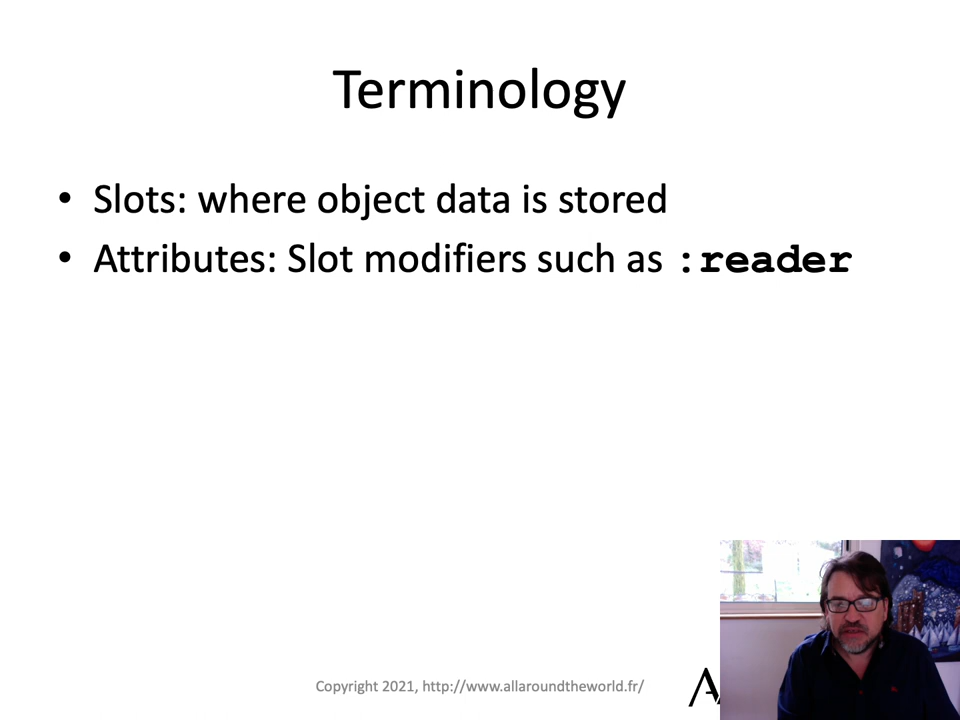 Terminology
• Slots: where object data is stored
• Attributes: Slot modifiers such as :reader
Copyright 2021, http://www.allaroundtheworld.fr/